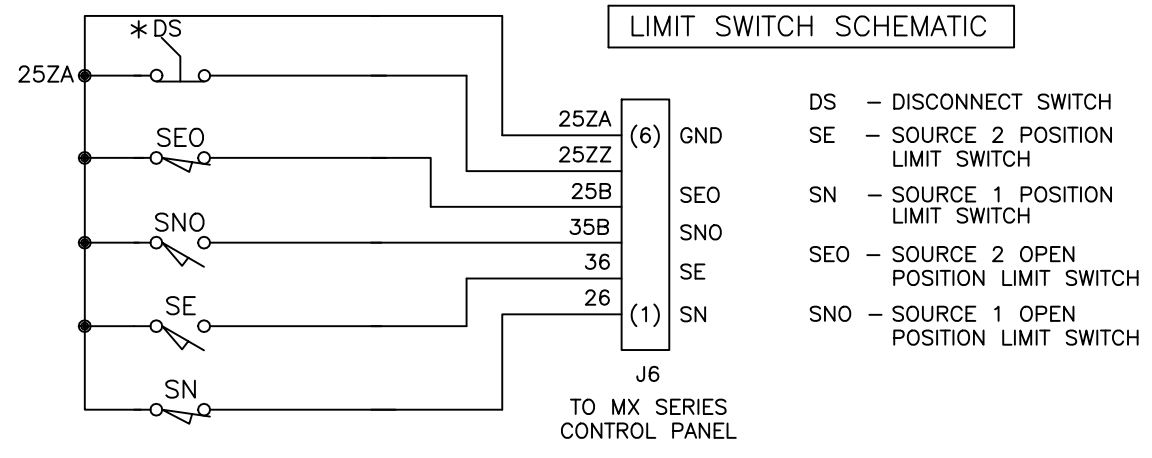 LIMIT SWITCH SCHEMATIC
*DS
25ZA
SEO
SNO
SE
SN
25ZA
25ZZ
25B
35B
36
26
(6)
(1)
GND
SEO
SNO
SE
SN
J6
TO MX SERIES
CONTROL PANEL
DS – DISCONNECT SWITCH
SE – SOURCE 2 POSITION
LIMIT SWITCH
SN – SOURCE 1 POSITION
LIMIT SWITCH
SEO – SOURCE 2 OPEN
POSITION LIMIT SWITCH
SNO – SOURCE 1 OPEN
POSITION LIMIT SWITCH